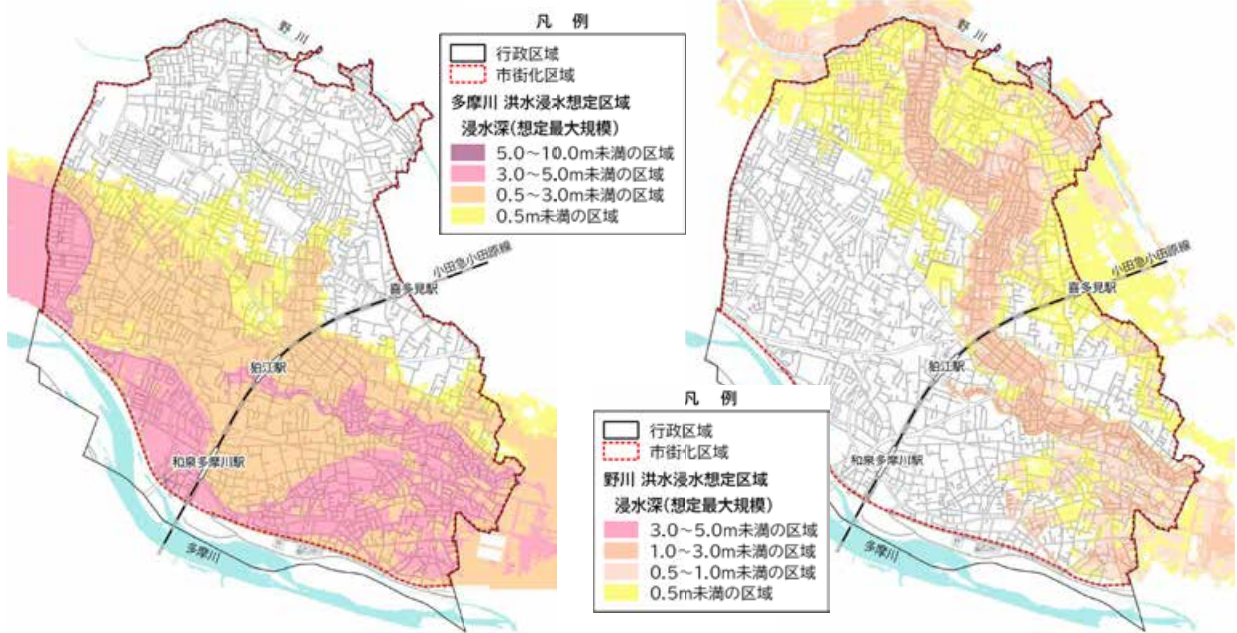 野川
凡 例
行政区域
市街化区域
多摩川 洪水浸水想定区域
浸水深(想定最大規模)
5.0～10.0m未満の区域
3.0～5.0m未満の区域
0.5～3.0m未満の区域
0.5m未満の区域
小田急小田原線
喜多見駅
狛江駅
和泉多摩川駅
多摩川
野川
小田急小田原線
喜多見駅
狛江駅
和泉多摩川駅
多摩川
凡 例
行政区域
市街化区域
野川 洪水浸水想定区域
浸水深(想定最大規模)
3.0～5.0m未満の区域
1.0～3.0m未満の区域
0.5～1.0m未満の区域
0.5m未満の区域